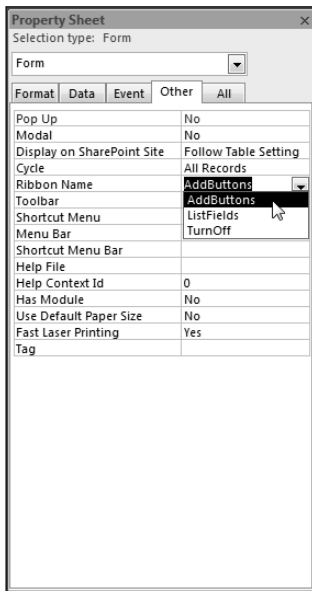 Property Sheet
Selection type: Form
Form
Format Data Event Other All
Pop Up No
Modal No
Display on SharePoint Site Follow Table Setting
Cycle All Records
Ribbon Name AddButtons
Toolbar AddButtons
Shortcut Menu ListFields
Menu Bar TurnOff
Shortcut Menu Bar
Help File
Help Context Id 0
Has Module No
Use Default Paper Size No
Fast Laser Printing Yes
Tag